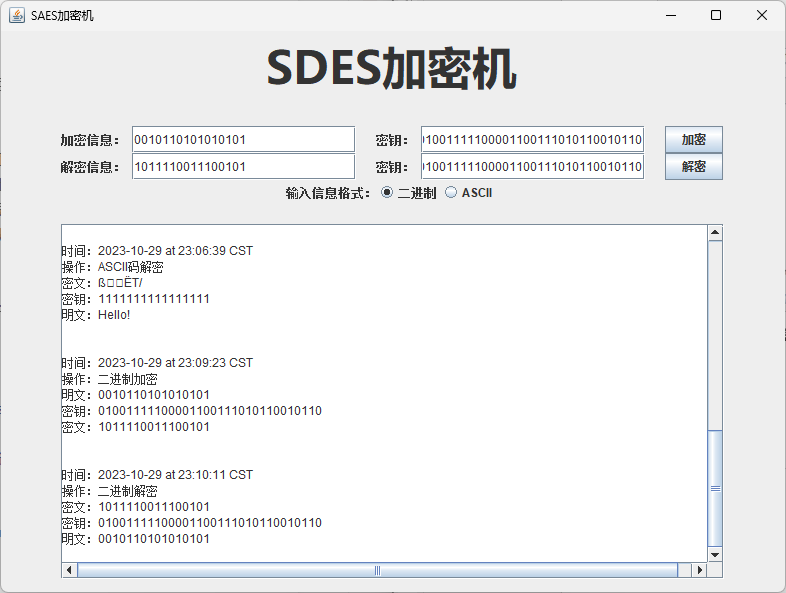 SAES加密机
SDES加密机
加密信息： 0010110101010101 密钥： 100111110000110011101011001​0110 加密
解密信息： 1011110011100101 密钥： 1001111100001100111010110010110 解密
输入信息格式： 二进制 ASCII
时间：2023-10-29 at 23:06:39 CST
操作：ASCII码解密
密文：ß□□ËT/
密钥：1111111111111111
明文：Hello!
时间：2023-10-29 at 23:09:23 CST
操作：二进制加密
明文：0010110101010101
密钥：01001111100001100111010110010110
密文：1011110011100101
时间：2023-10-29 at 23:10:11 CST
操作：二进制解密
密文：1011110011100101
密钥：01001111100001100111010110010110
明文：0010110101010101